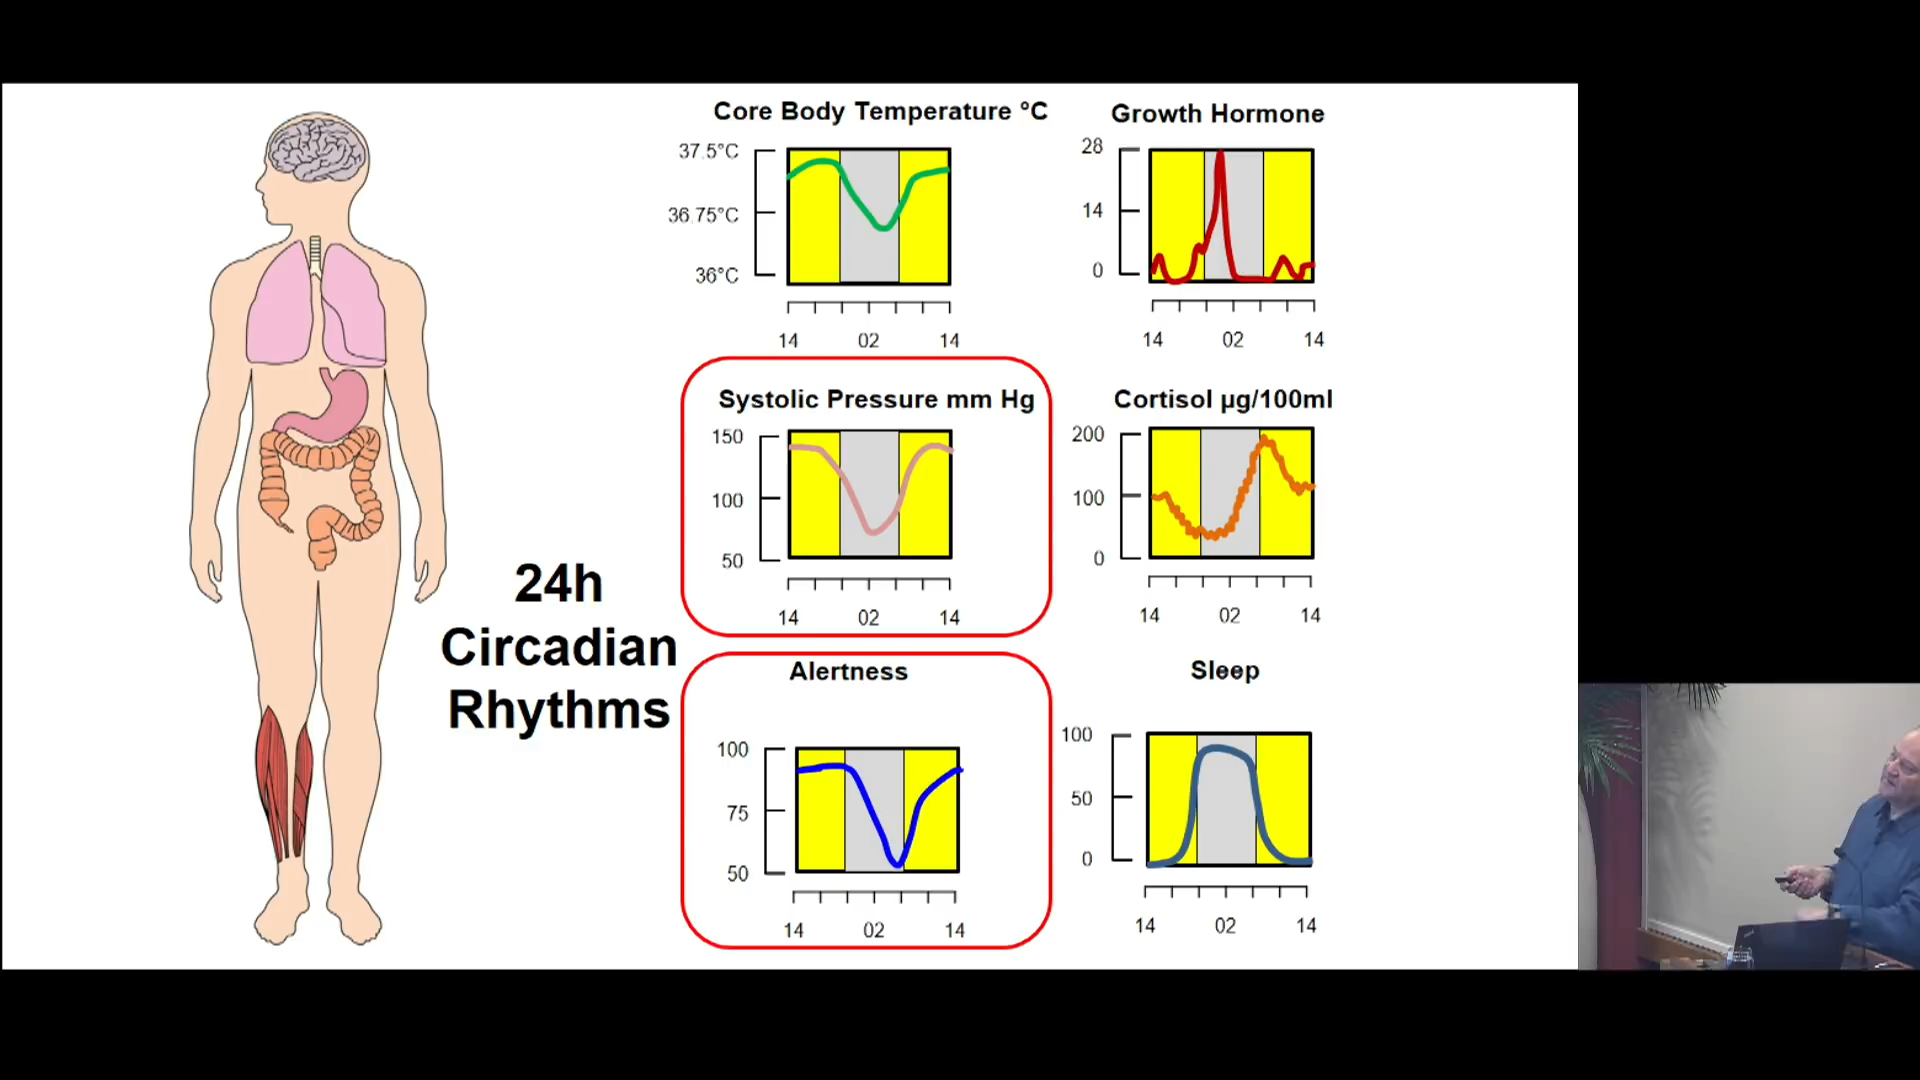 Core Body Temperature °C
37.5°C
36.75°C
36°C
14 02 14
Growth Hormone
28
14
0
14 02 14
Systolic Pressure mm Hg
150
100
50
14 02 14
Cortisol µg/100ml
200
100
0
14 02 14
24h
Circadian
Rhythms
Alertness
100
75
50
14 02 14
Sleep
100
50
0
14 02 14